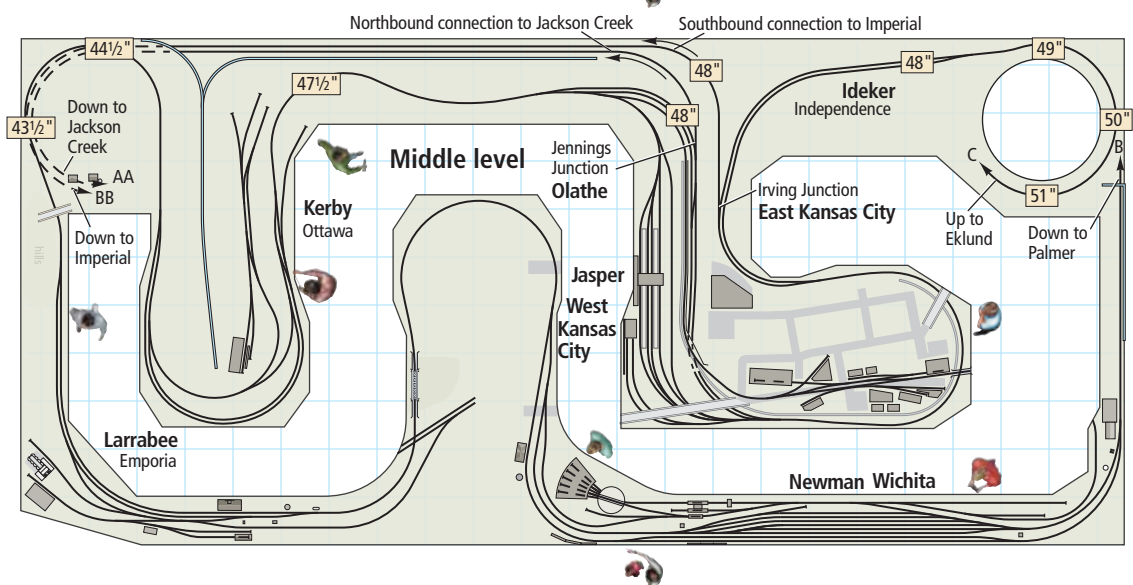 Northbound connection to Jackson Creek
Southbound connection to Imperial
44½"
47½"
48"
48"
48"
49"
50"
51"
43½"
Down to
Jackson
Creek
AA
BB
Down to
Imperial
hills
Middle level
Kerby
Ottawa
Jennings
Junction
Olathe
Ideker
Independence
Irving Junction
East Kansas City
B
C
Up to
Eklund
Down to
Palmer
Jasper
West
Kansas
City
Larrabee
Emporia
Newman Wichita